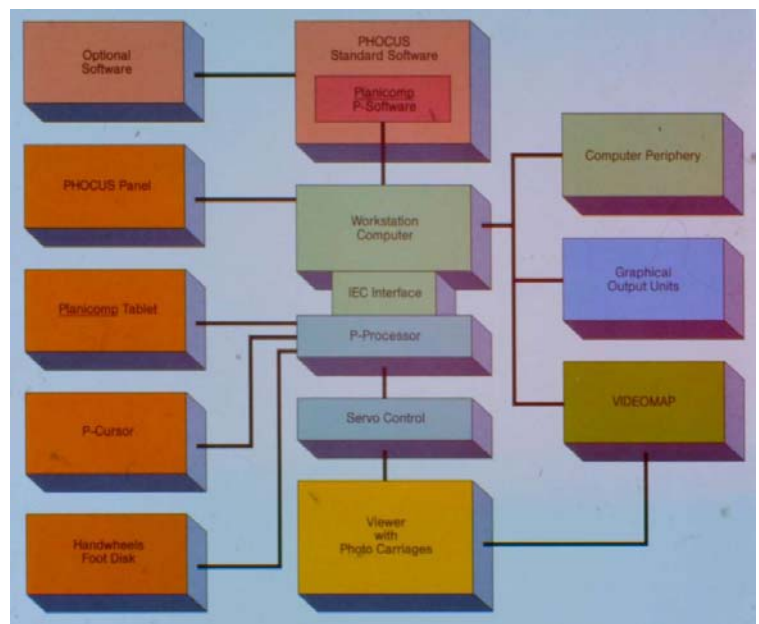 Optional
Software
PHOCUS
Standard Software
Planicomp
P-Software
PHOCUS Panel
Workstation
Computer
Computer Periphery
IEC Interface
Graphical
Output Units
Planicomp Tablet
P-Processor
P-Cursor
Servo Control
VIDEOMAP
Handwheels
Foot Disk
Viewer
with
Photo Carriages